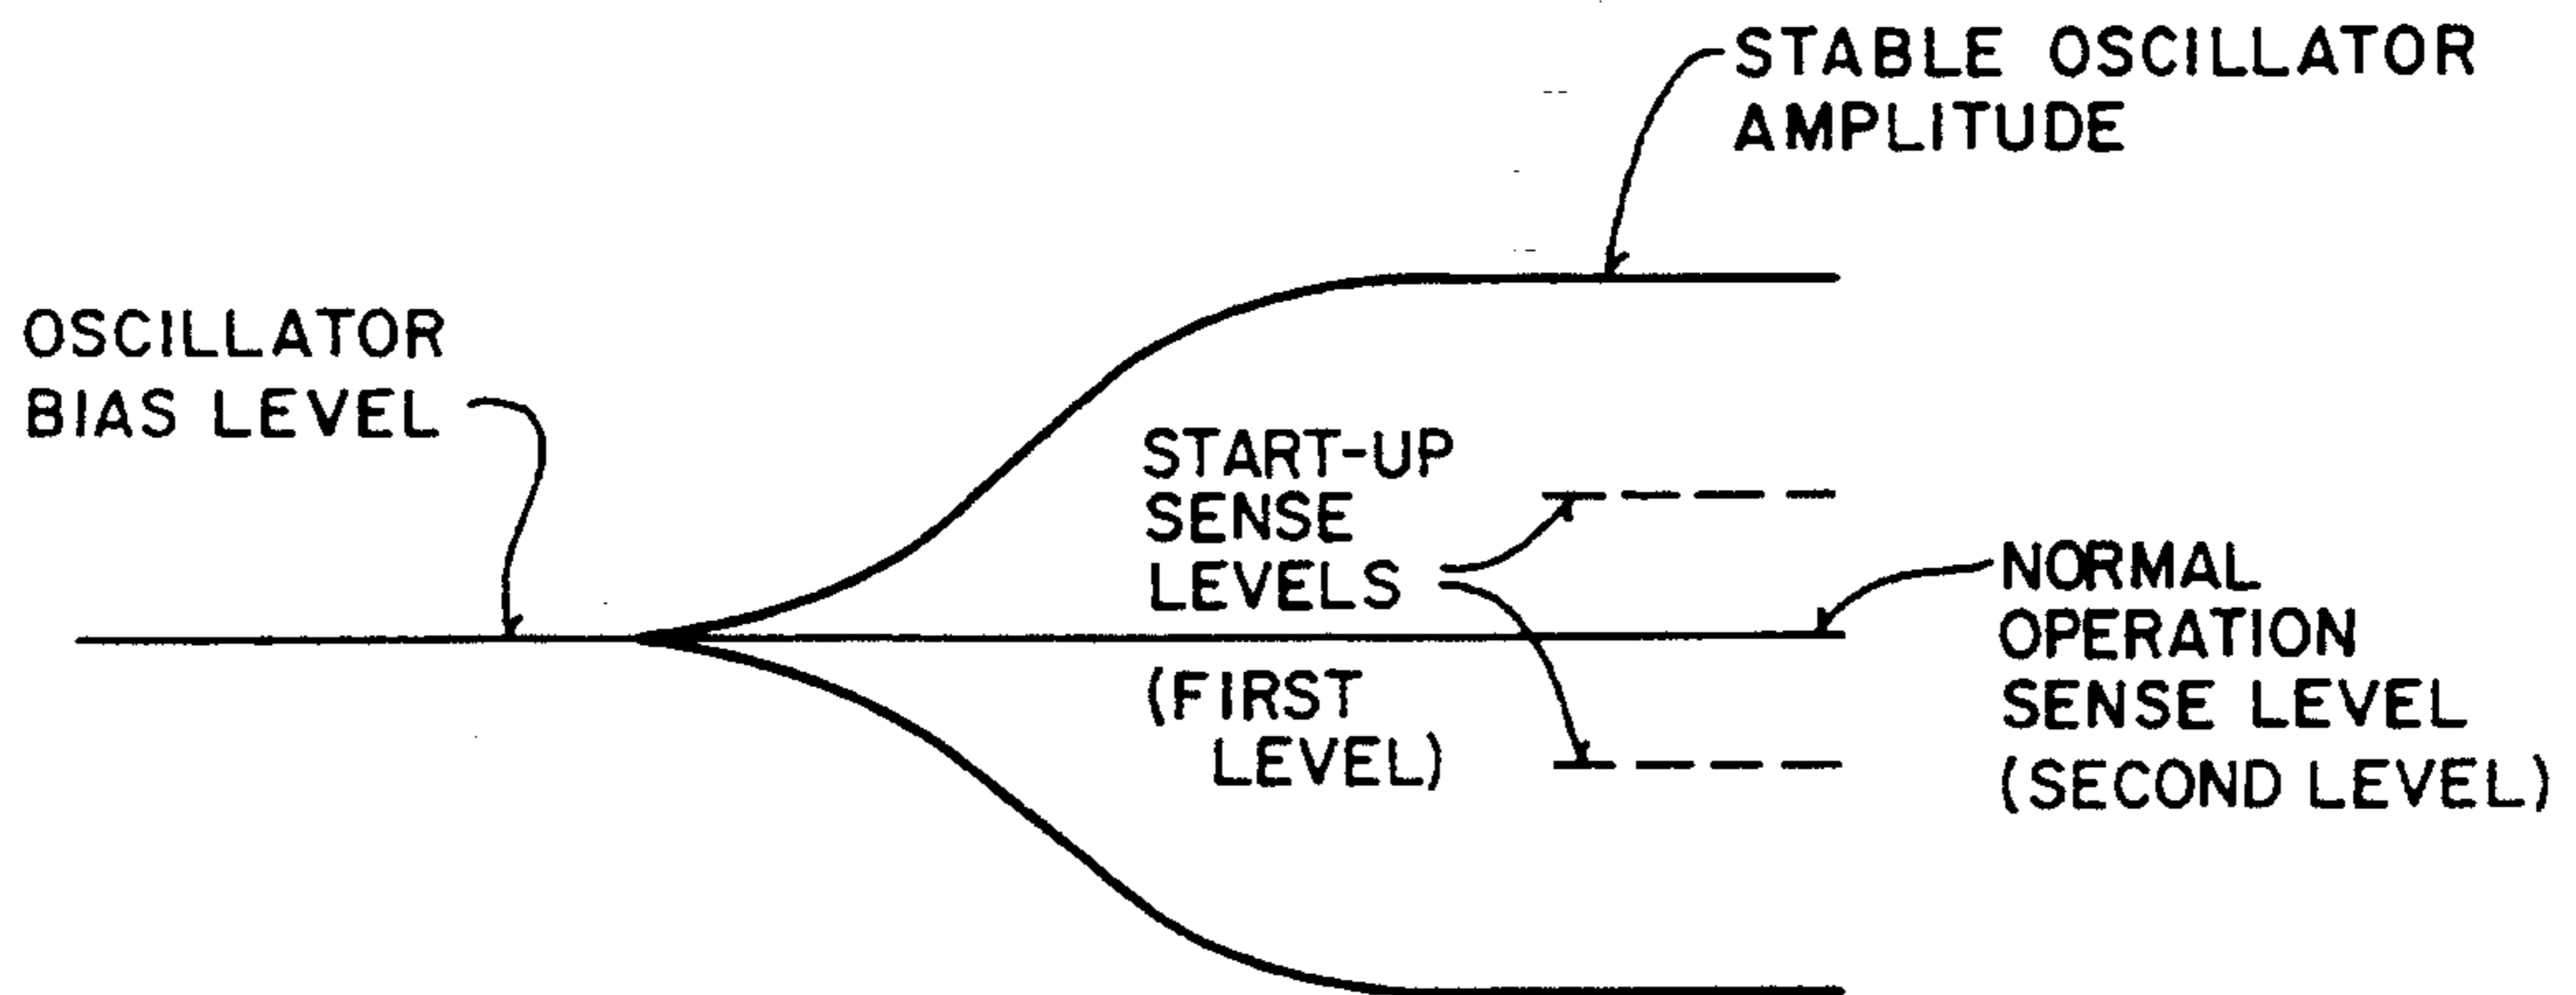 STABLE OSCILLATOR
AMPLITUDE
OSCILLATOR
BIAS LEVEL
START-UP
SENSE
LEVELS
(FIRST
LEVEL)
NORMAL
OPERATION
SENSE LEVEL
(SECOND LEVEL)